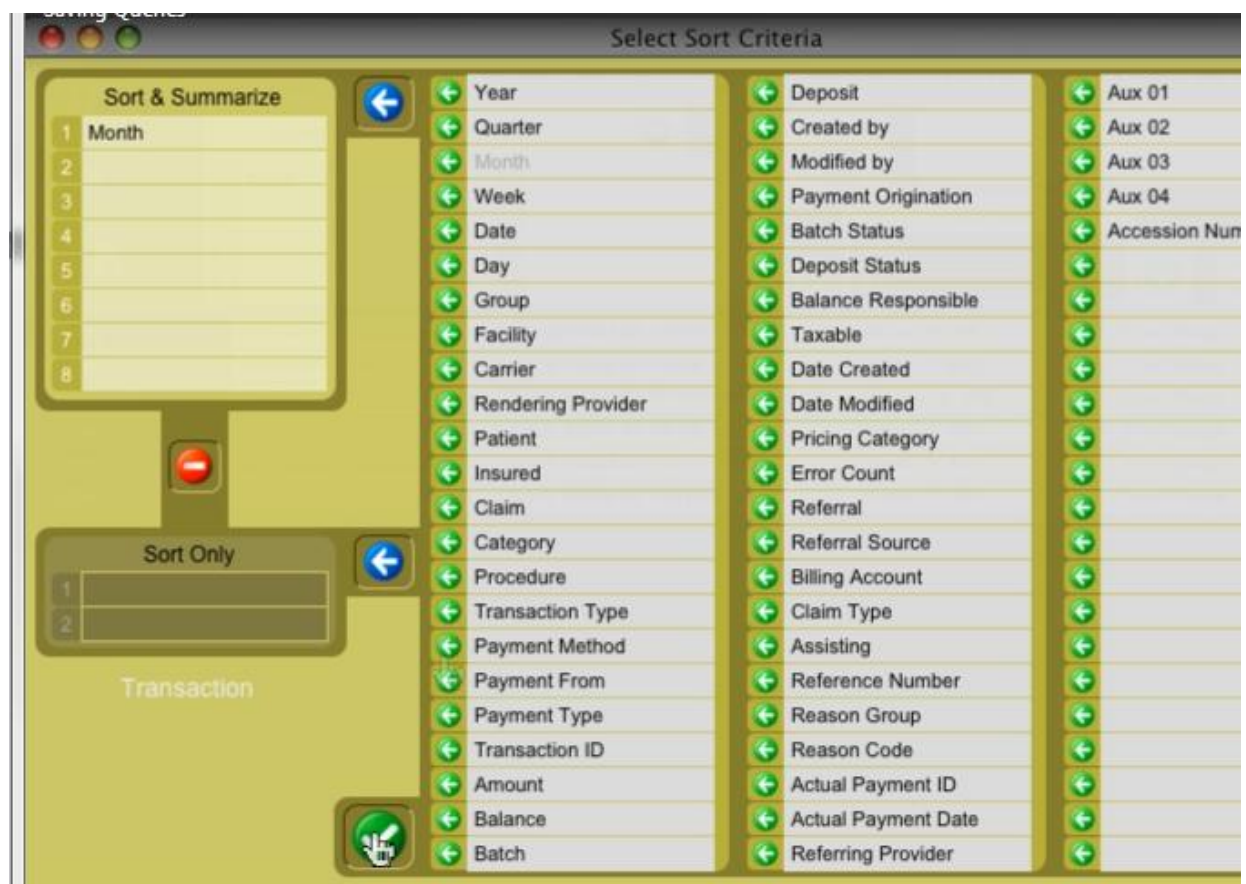 Saving Queries
Select Sort Criteria
Sort & Summarize
1 Month
2
3
4
5
6
7
8
Sort Only
1
2
Transaction
Year
Quarter
Month
Week
Date
Day
Group
Facility
Carrier
Rendering Provider
Patient
Insured
Claim
Category
Procedure
Transaction Type
Payment Method
Payment From
Payment Type
Transaction ID
Amount
Balance
Batch
Deposit
Created by
Modified by
Payment Origination
Batch Status
Deposit Status
Balance Responsible
Taxable
Date Created
Date Modified
Pricing Category
Error Count
Referral
Referral Source
Billing Account
Claim Type
Assisting
Reference Number
Reason Group
Reason Code
Actual Payment ID
Actual Payment Date
Referring Provider
Aux 01
Aux 02
Aux 03
Aux 04
Accession Num